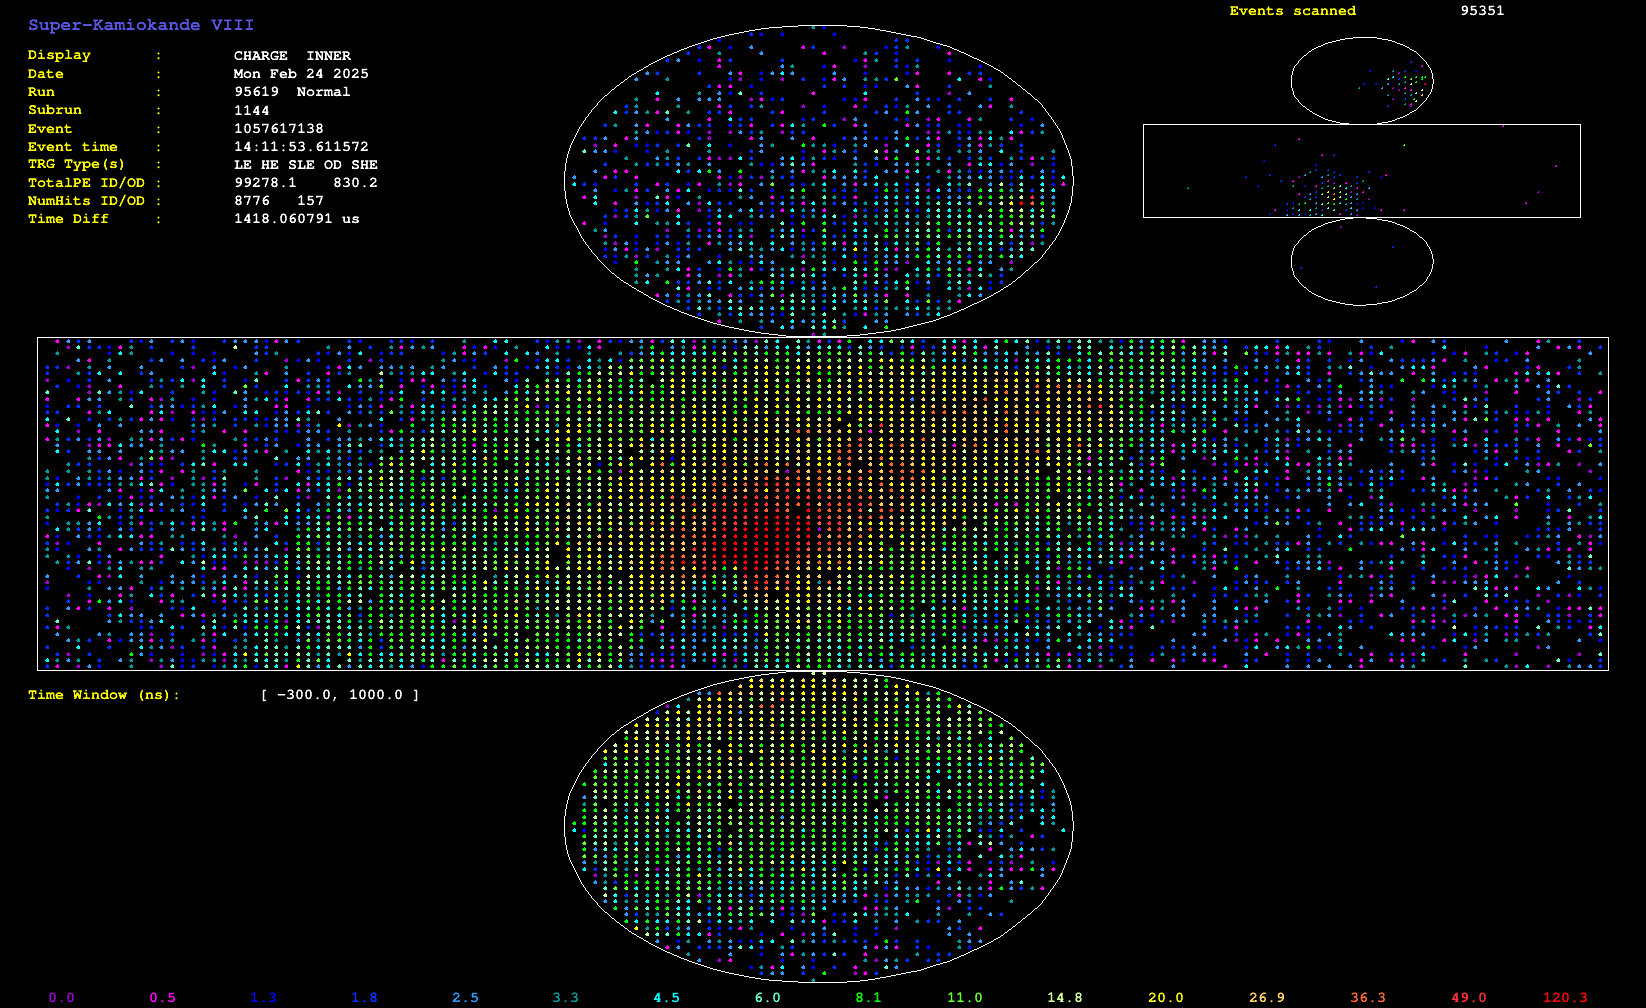 Super-Kamiokande VIII
Events scanned 95351
Display : CHARGE INNER
Date : Mon Feb 24 2025
Run : 95619 Normal
Subrun : 1144
Event : 1057617138
Event time : 14:11:53.611572
TRG Type(s) : LE HE SLE OD SHE
TotalPE ID/OD : 99278.1 830.2
NumHits ID/OD : 8776 157
Time Diff : 1418.060791 us
Time Window (ns): [ -300.0, 1000.0 ]
0.0 0.5 1.3 1.8 2.5 3.3 4.5 6.0 8.1 11.0 14.8 20.0 26.9 36.3 49.0 120.3